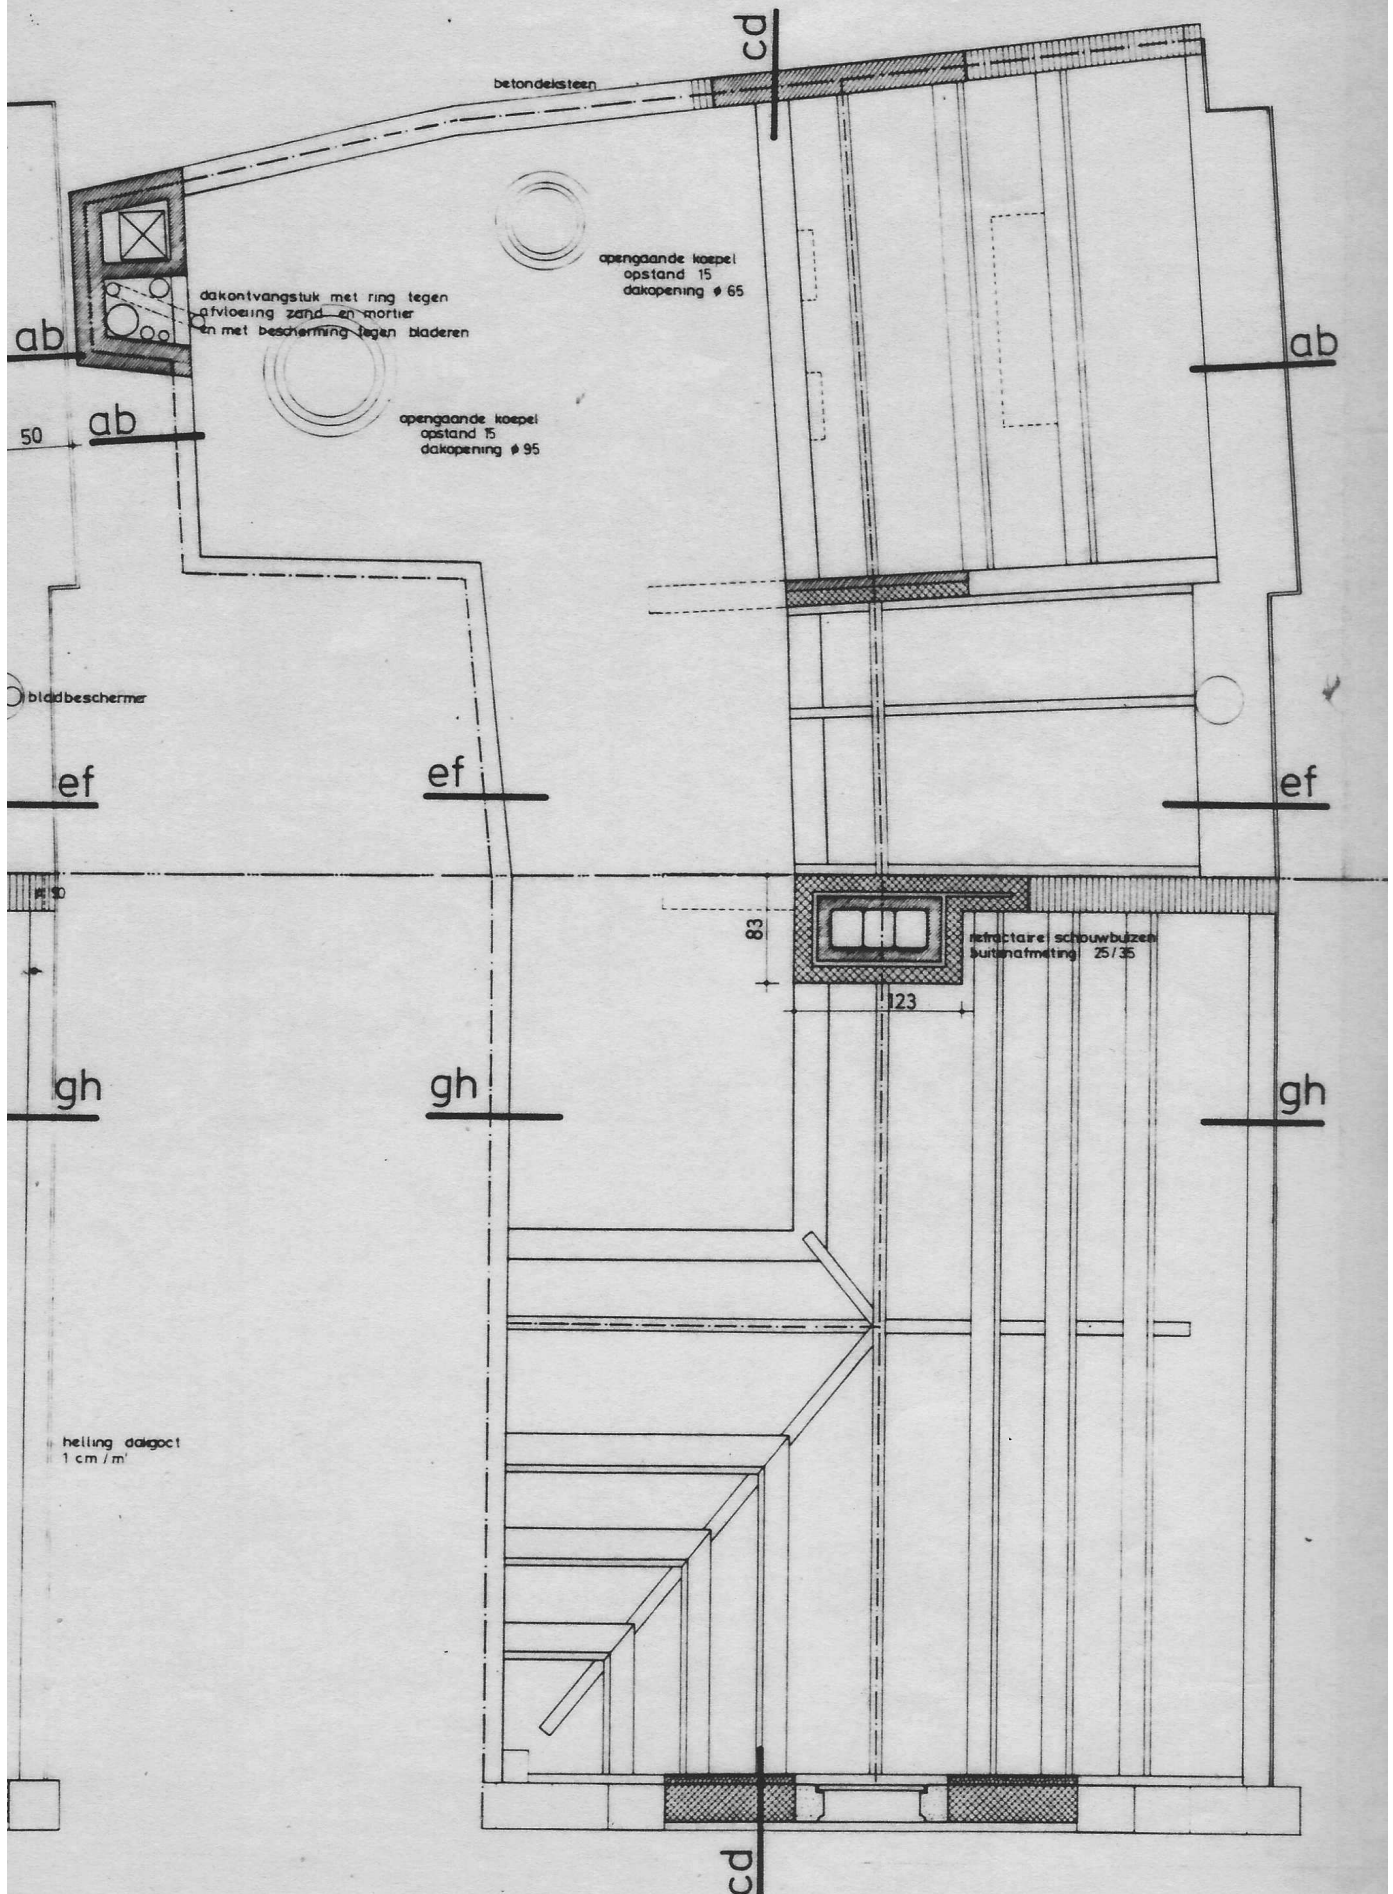 cd
betondeksteen
opengaande koepel
opstand 15
dakopening ø 65
dakontvangstuk met ring tegen
afvloeiing zand en mortier
en met bescherming tegen bladeren
ab
ab
ab
50
opengaande koepel
opstand 15
dakopening ø 95
bladbeschermer
ef
ef
ef
83
refractaire schouwbuizen
buitenafmeting 25/35
123
gh
gh
gh
helling dakgoot
1 cm / m'
cd